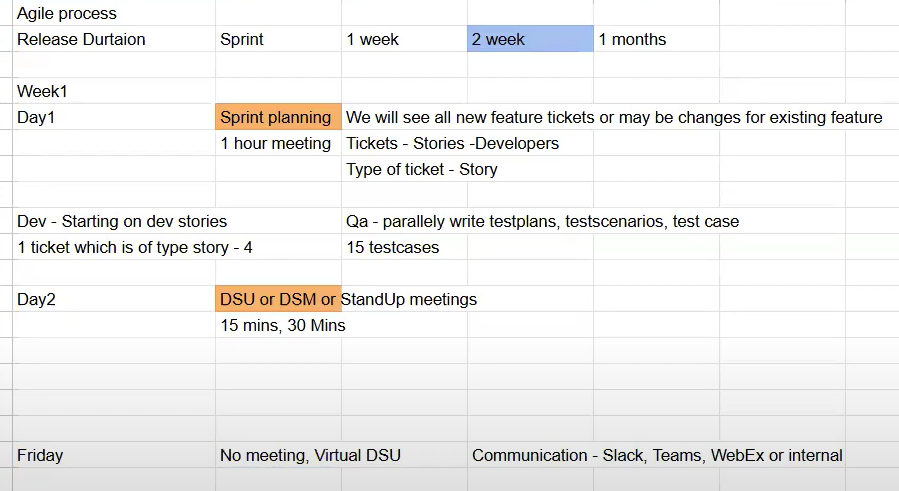 Agile process
Release Durtaion Sprint 1 week 2 week 1 months
Week1
Day1 Sprint planning We will see all new feature tickets or may be changes for existing feature
1 hour meeting Tickets - Stories -Developers
Type of ticket - Story
Dev - Starting on dev stories Qa - parallely write testplans, testscenarios, test case
1 ticket which is of type story - 4 15 testcases
Day2 DSU or DSM or StandUp meetings
15 mins, 30 Mins
Friday No meeting, Virtual DSU Communication - Slack, Teams, WebEx or internal